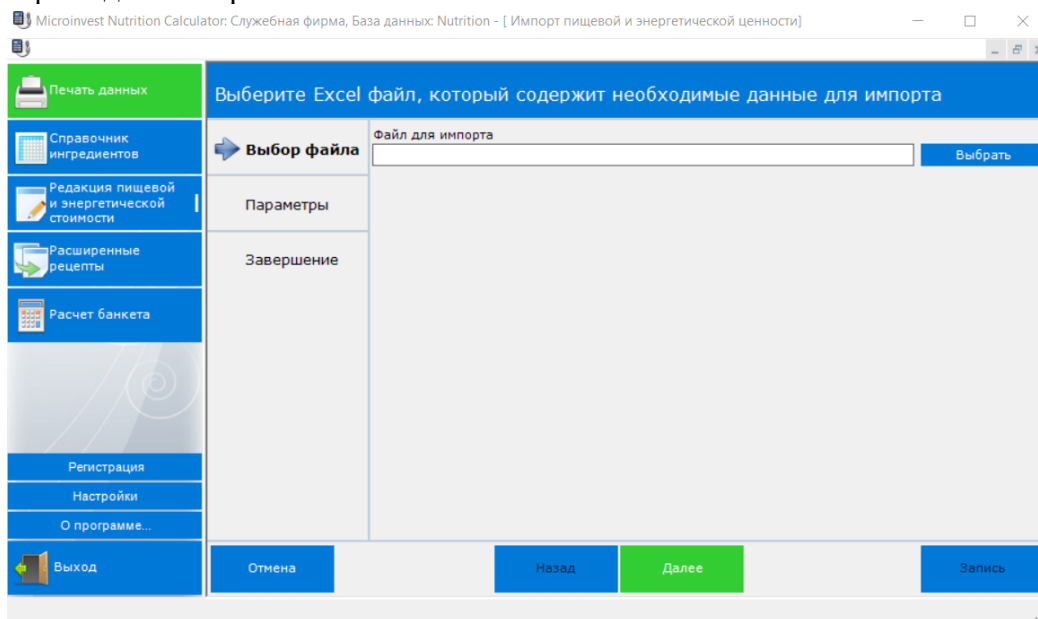 Microinvest Nutrition Calculator: Служебная фирма, База данных: Nutrition - [ Импорт пищевой и энергетической ценности]
Печать данных
Выберите Excel файл, который содержит необходимые данные для импорта
Справочник
ингредиентов
Редакция пищевой
и энергетической
стоимости
Расширенные
рецепты
Расчет банкета
Выбор файла
Параметры
Завершение
Файл для импорта
Выбрать
Регистрация
Настройки
О программе...
Выход
Отмена
Назад
Далее
Запись